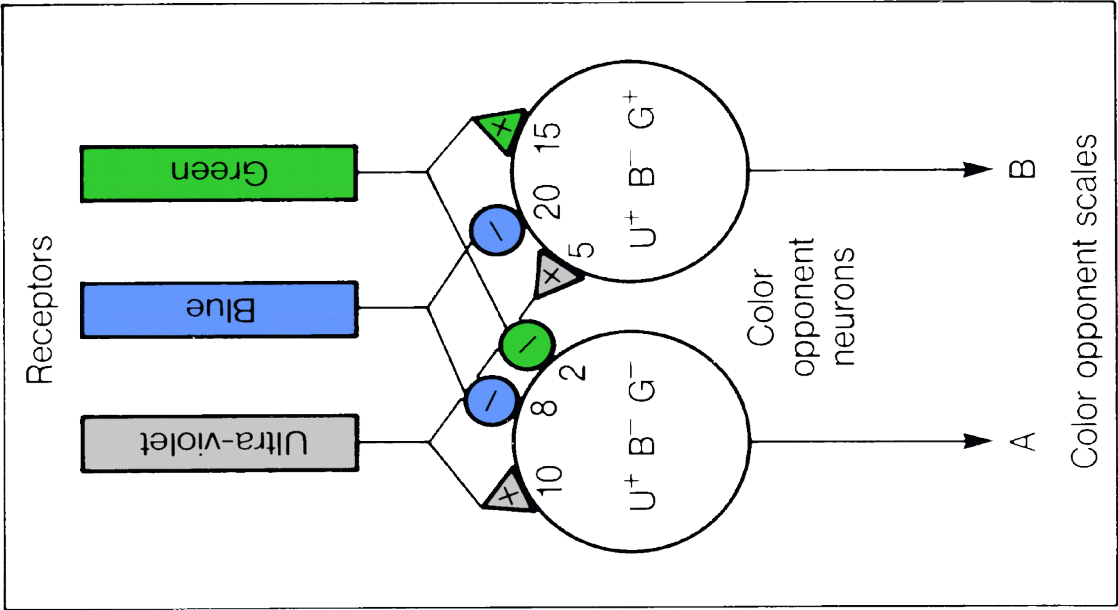 Receptors
Ultra-violet
Blue
Green
+
−
−
+
−
+
10
8
2
5
20
15
U⁺ B⁻ G⁻
U⁺ B⁻ G⁺
Color
opponent
neurons
A
B
Color opponent scales